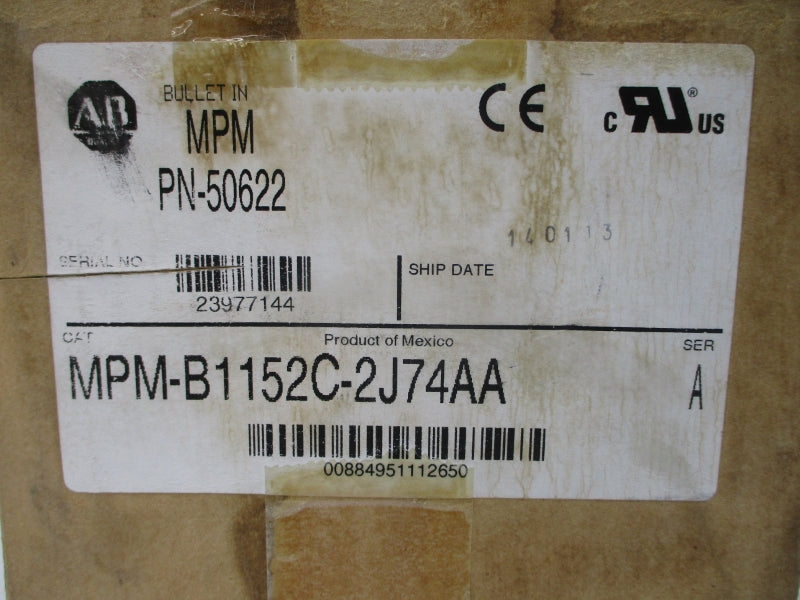 AB
BULLETIN
MPM
PN-50622
CE
c RU® US
140113
SERIAL NO.
23977144
SHIP DATE
CAT
Product of Mexico
SER
MPM-B1152C-2J74AA
A
00884951112650